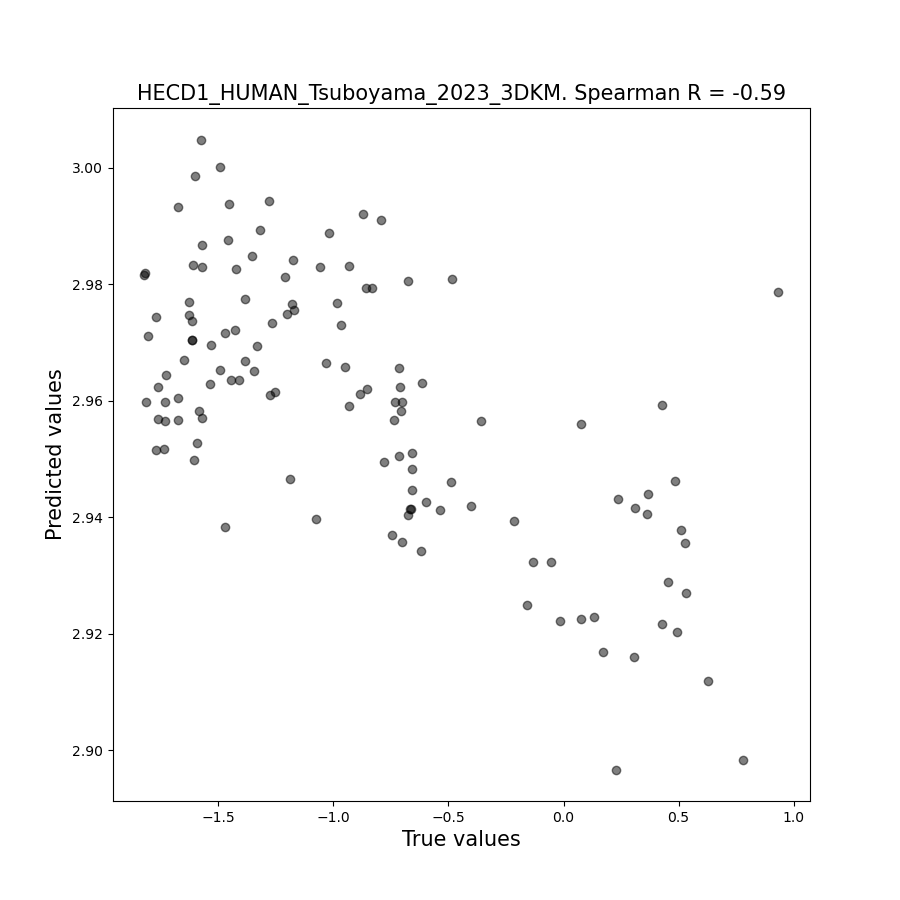 HECD1_HUMAN_Tsuboyama_2023_3DKM. Spearman R = -0.59
3.00
2.98
2.96
2.94
2.92
2.90
Predicted values
−1.5 −1.0 −0.5 0.0 0.5 1.0
True values